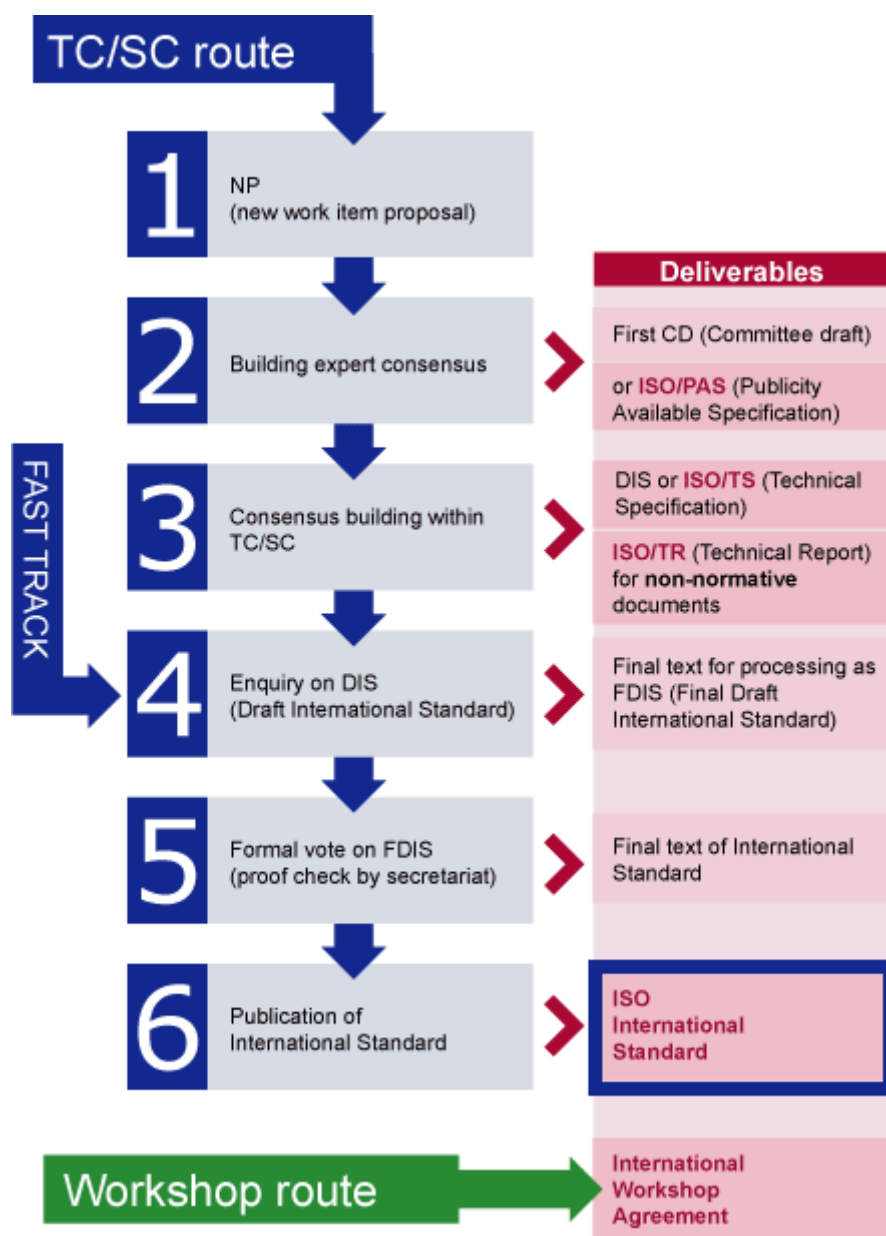 TC/SC route
1
NP
(new work item proposal)
Deliverables
2
Building expert consensus
First CD (Committee draft)
or ISO/PAS (Publicity
Available Specification)
FAST TRACK
3
Consensus building within
TC/SC
DIS or ISO/TS (Technical
Specification)
ISO/TR (Technical Report)
for non-normative
documents
4
Enquiry on DIS
(Draft International Standard)
Final text for processing as
FDIS (Final Draft
International Standard)
5
Formal vote on FDIS
(proof check by secretariat)
Final text of International
Standard
6
Publication of
International Standard
ISO
International
Standard
Workshop route
International
Workshop
Agreement